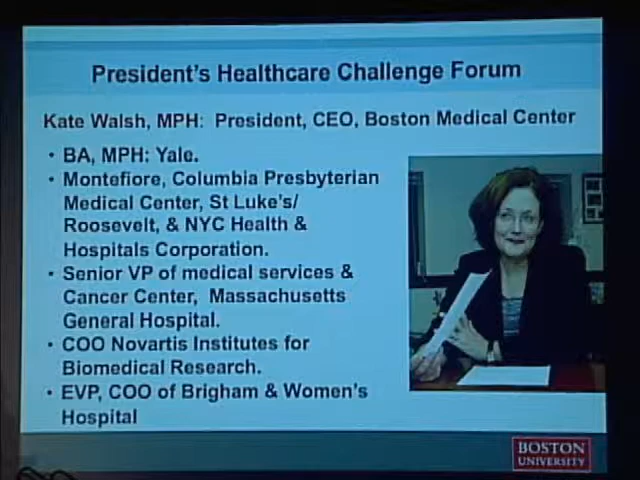 President's Healthcare Challenge Forum
Kate Walsh, MPH: President, CEO, Boston Medical Center
• BA, MPH: Yale.
• Montefiore, Columbia Presbyterian
Medical Center, St Luke's/
Roosevelt, & NYC Health &
Hospitals Corporation.
• Senior VP of medical services &
Cancer Center, Massachusetts
General Hospital.
• COO Novartis Institutes for
Biomedical Research.
• EVP, COO of Brigham & Women's
Hospital
BOSTON
UNIVERSITY